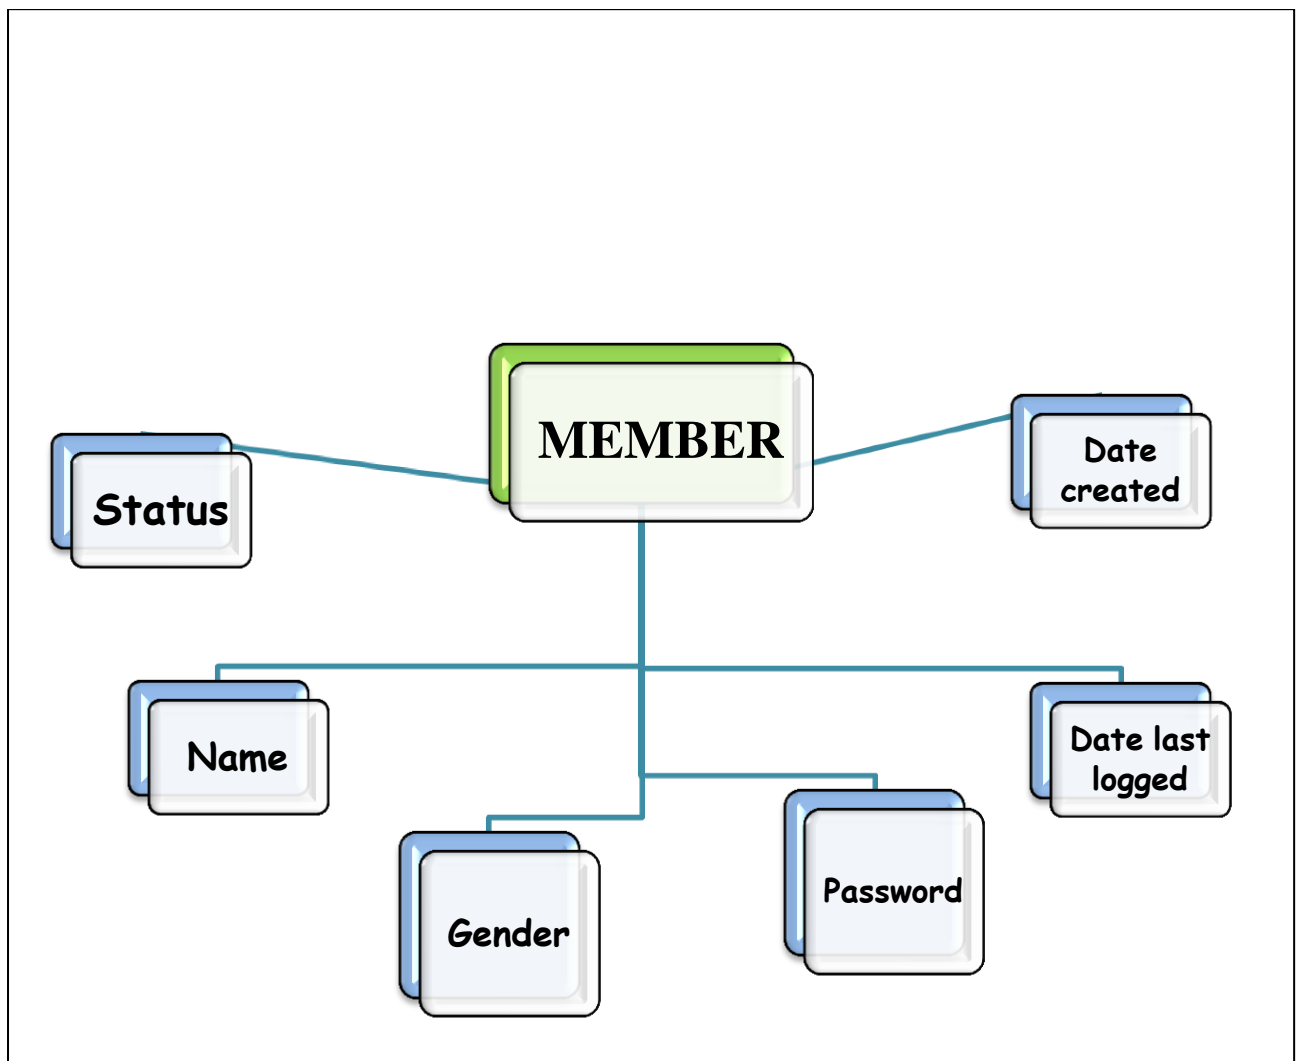 MEMBER
Date
created
Status
Name
Date last
logged
Password
Gender